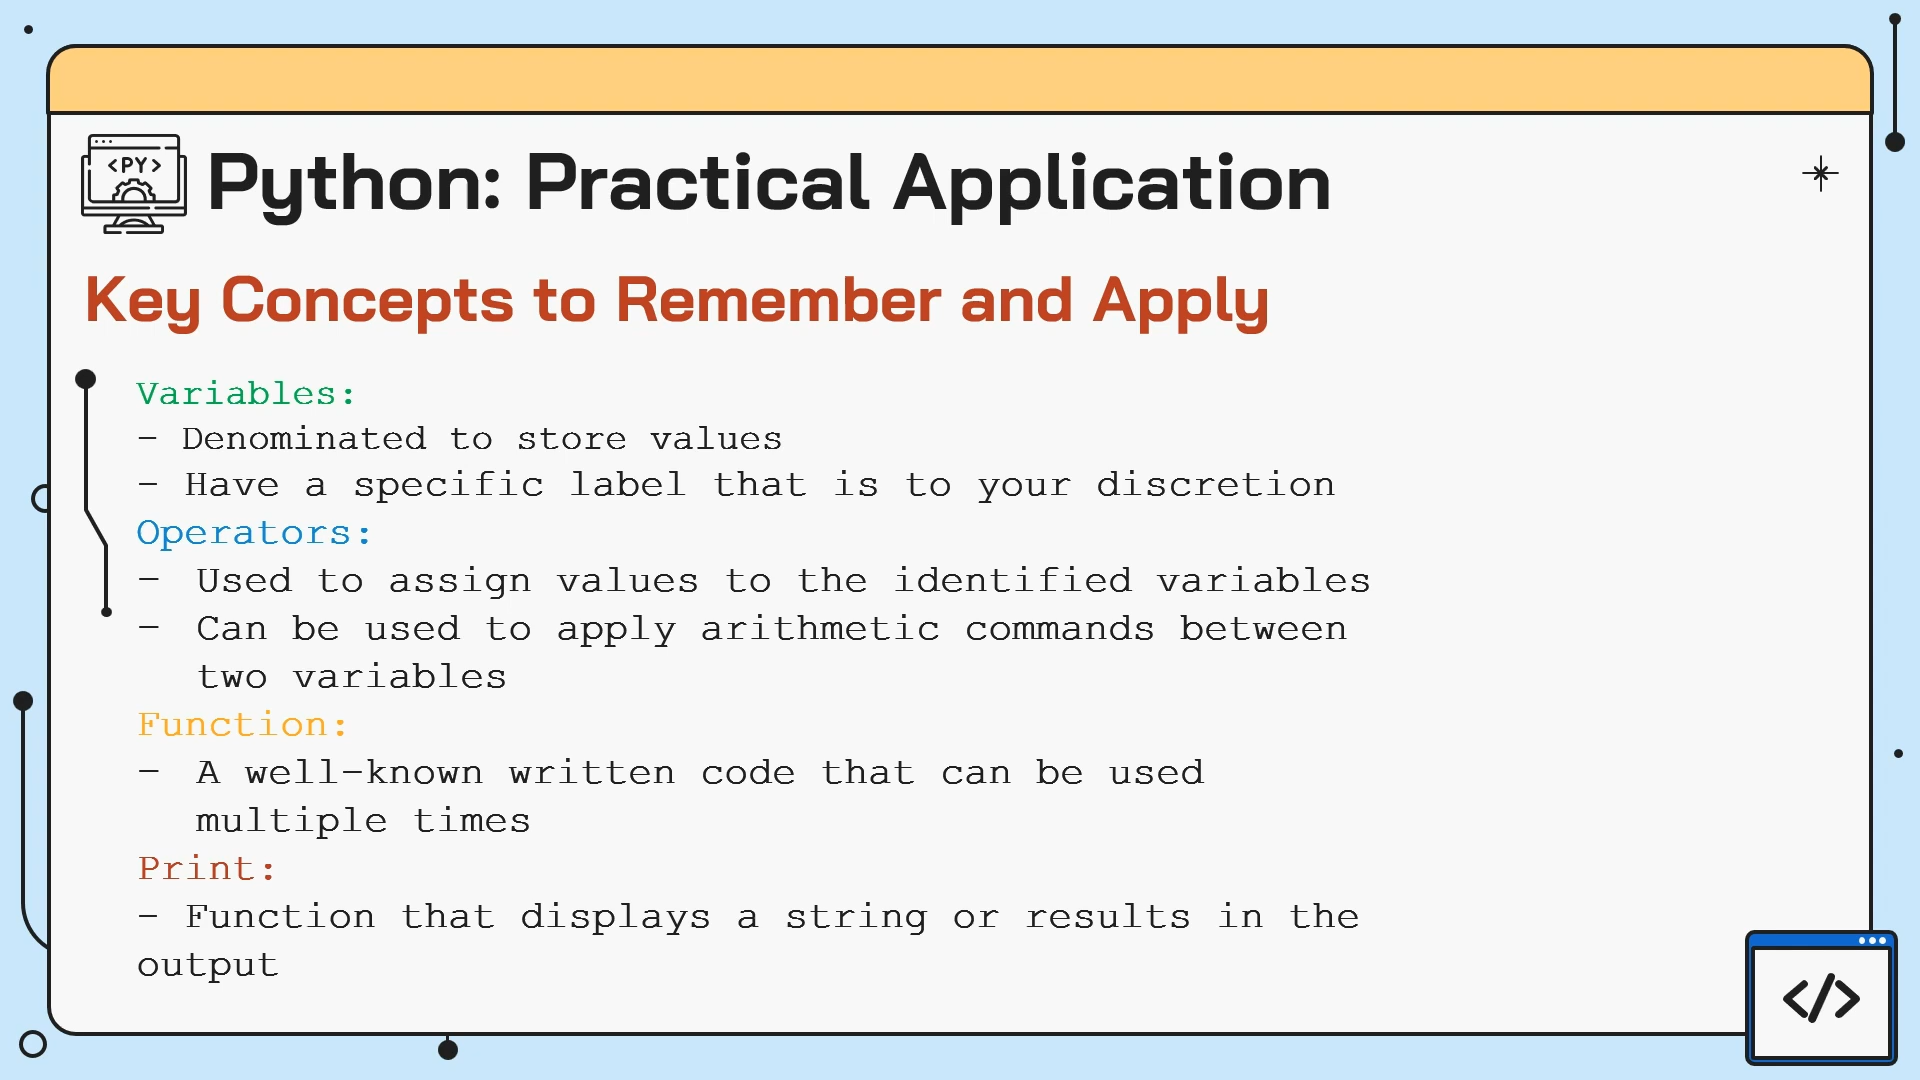 <PY>
Python: Practical Application
Key Concepts to Remember and Apply
Variables:
- Denominated to store values
- Have a specific label that is to your discretion
Operators:
- Used to assign values to the identified variables
- Can be used to apply arithmetic commands between
two variables
Function:
- A well-known written code that can be used
multiple times
Print:
- Function that displays a string or results in the
output
</>